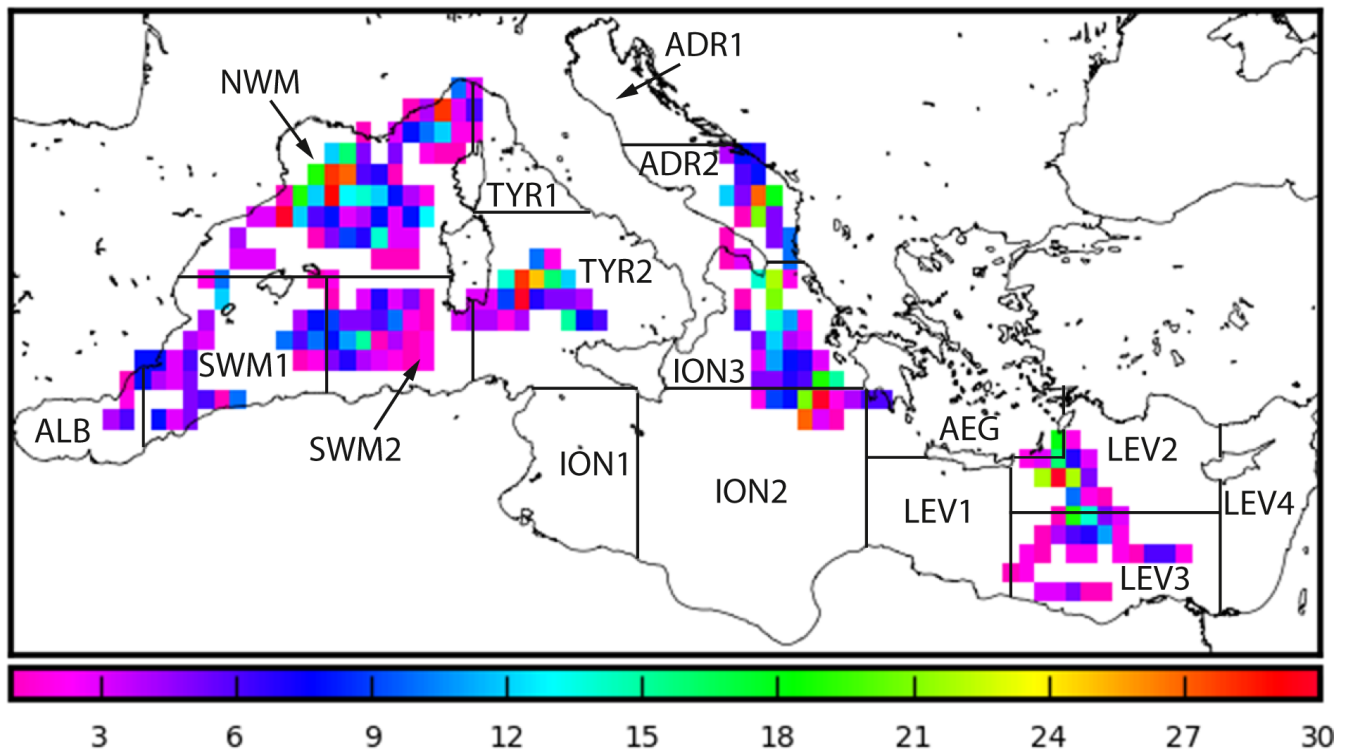 ADR1
NWM
ADR2
TYR1
TYR2
SWM1
ION3
ALB
SWM2
AEG
LEV2
ION1
ION2
LEV1
LEV4
LEV3
3 6 9 12 15 18 21 24 27 30